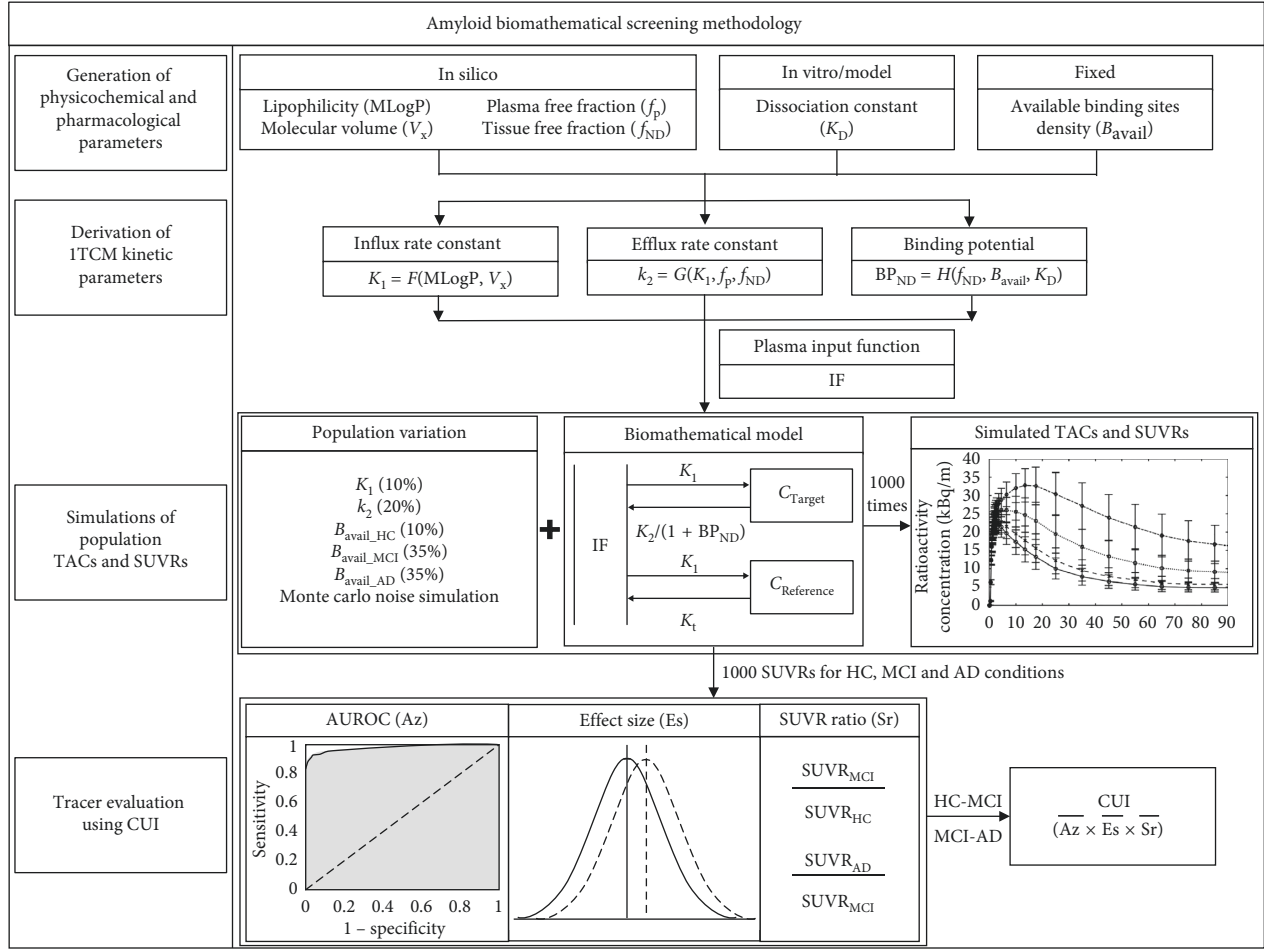 Amyloid biomathematical screening methodology
Generation of
physicochemical and
pharmacological
parameters
In silico
Lipophilicity (MLogP)
Molecular volume (Vx)
Plasma free fraction (fp)
Tissue free fraction (fND)
In vitro/model
Dissociation constant
(KD)
Fixed
Available binding sites
density (Bavail)
Derivation of
1TCM kinetic
parameters
Influx rate constant
K1 = F(MLogP, Vx)
Efflux rate constant
k2 = G(K1, fp, fND)
Binding potential
BPND = H(fND, Bavail, KD)
Plasma input function
IF
Simulations of
population
TACs and SUVRs
Population variation
K1 (10%)
k2 (20%)
Bavail_HC (10%)
Bavail_MCI (35%)
Bavail_AD (35%)
Monte carlo noise simulation
+
Biomathematical model
IF
K1
CTarget
K2/(1 + BPND)
K1
CReference
Kt
1000
times
Simulated TACs and SUVRs
Ratioactivity
concentration (kBq/m)
40
35
30
25
20
15
10
5
0
0 10 20 30 40 50 60 70 80 90
1000 SUVRs for HC, MCI and AD conditions
Tracer evaluation
using CUI
AUROC (Az)
Sensitivity
1
0.8
0.6
0.4
0.2
0
0 0.2 0.4 0.6 0.8 1
1 – specificity
Effect size (Es)
SUVR ratio (Sr)
SUVRMCI
SUVRHC
SUVRAD
SUVRMCI
HC-MCI
MCI-AD
CUI
(Az × Es × Sr)